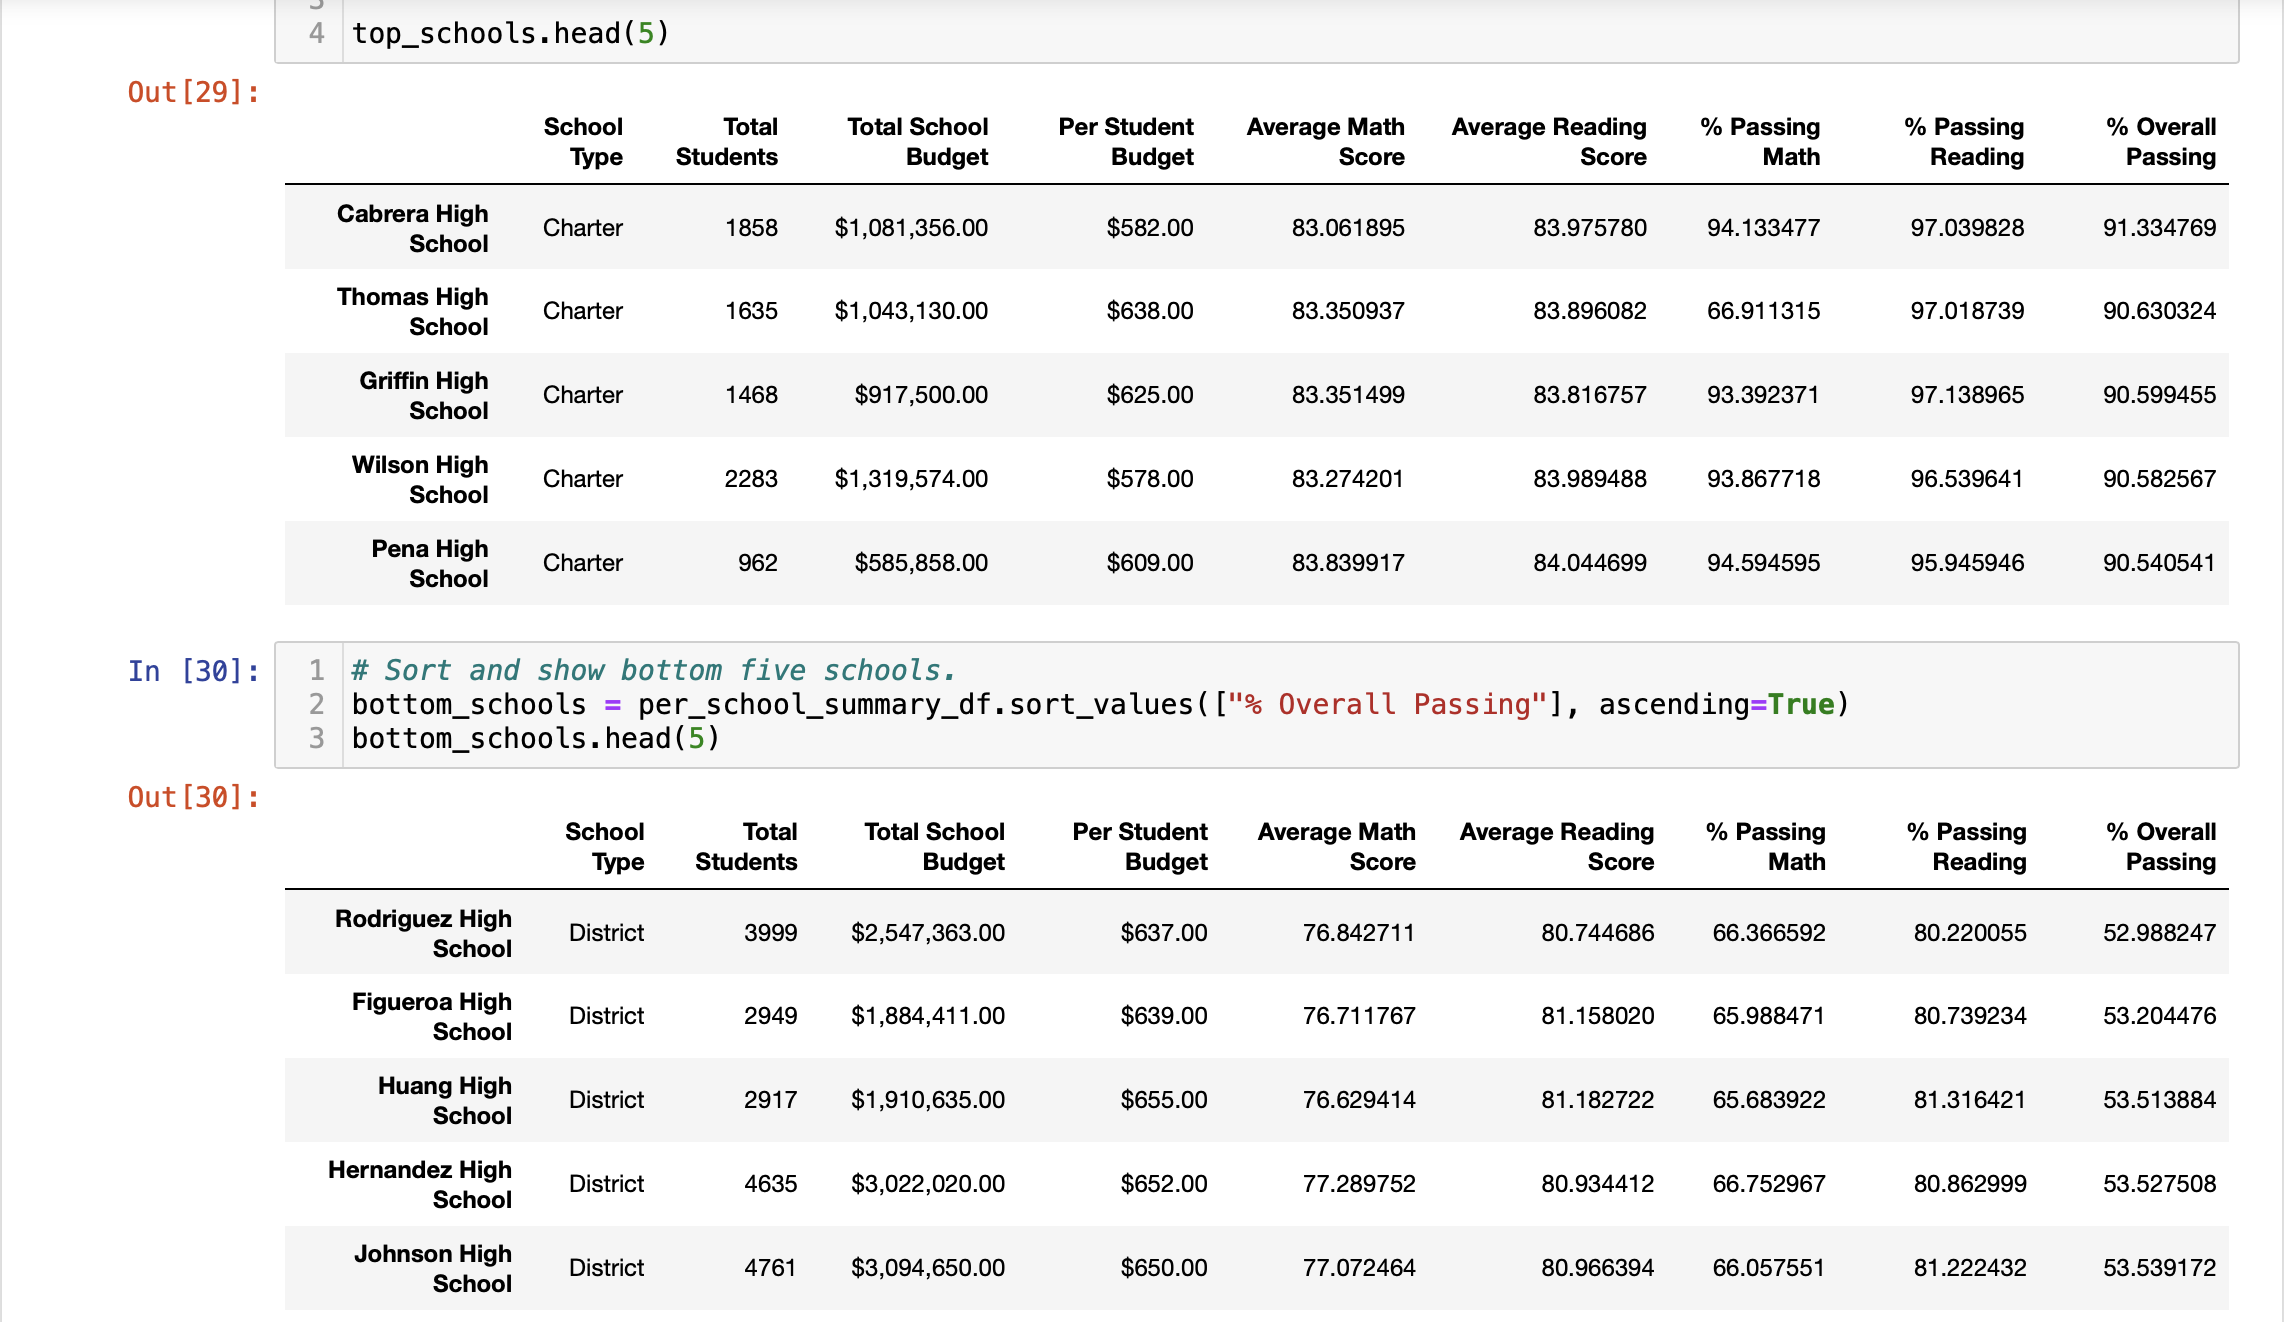 4 top_schools.head(5)
Out[29]:
School Type Total Students Total School Budget Per Student Budget Average Math Score Average Reading Score % Passing Math % Passing Reading % Overall Passing
Cabrera High School Charter 1858 $1,081,356.00 $582.00 83.061895 83.975780 94.133477 97.039828 91.334769
Thomas High School Charter 1635 $1,043,130.00 $638.00 83.350937 83.896082 66.911315 97.018739 90.630324
Griffin High School Charter 1468 $917,500.00 $625.00 83.351499 83.816757 93.392371 97.138965 90.599455
Wilson High School Charter 2283 $1,319,574.00 $578.00 83.274201 83.989488 93.867718 96.539641 90.582567
Pena High School Charter 962 $585,858.00 $609.00 83.839917 84.044699 94.594595 95.945946 90.540541
In [30]:
1 # Sort and show bottom five schools.
2 bottom_schools = per_school_summary_df.sort_values(["% Overall Passing"], ascending=True)
3 bottom_schools.head(5)
Out[30]:
School Type Total Students Total School Budget Per Student Budget Average Math Score Average Reading Score % Passing Math % Passing Reading % Overall Passing
Rodriguez High School District 3999 $2,547,363.00 $637.00 76.842711 80.744686 66.366592 80.220055 52.988247
Figueroa High School District 2949 $1,884,411.00 $639.00 76.711767 81.158020 65.988471 80.739234 53.204476
Huang High School District 2917 $1,910,635.00 $655.00 76.629414 81.182722 65.683922 81.316421 53.513884
Hernandez High School District 4635 $3,022,020.00 $652.00 77.289752 80.934412 66.752967 80.862999 53.527508
Johnson High School District 4761 $3,094,650.00 $650.00 77.072464 80.966394 66.057551 81.222432 53.539172